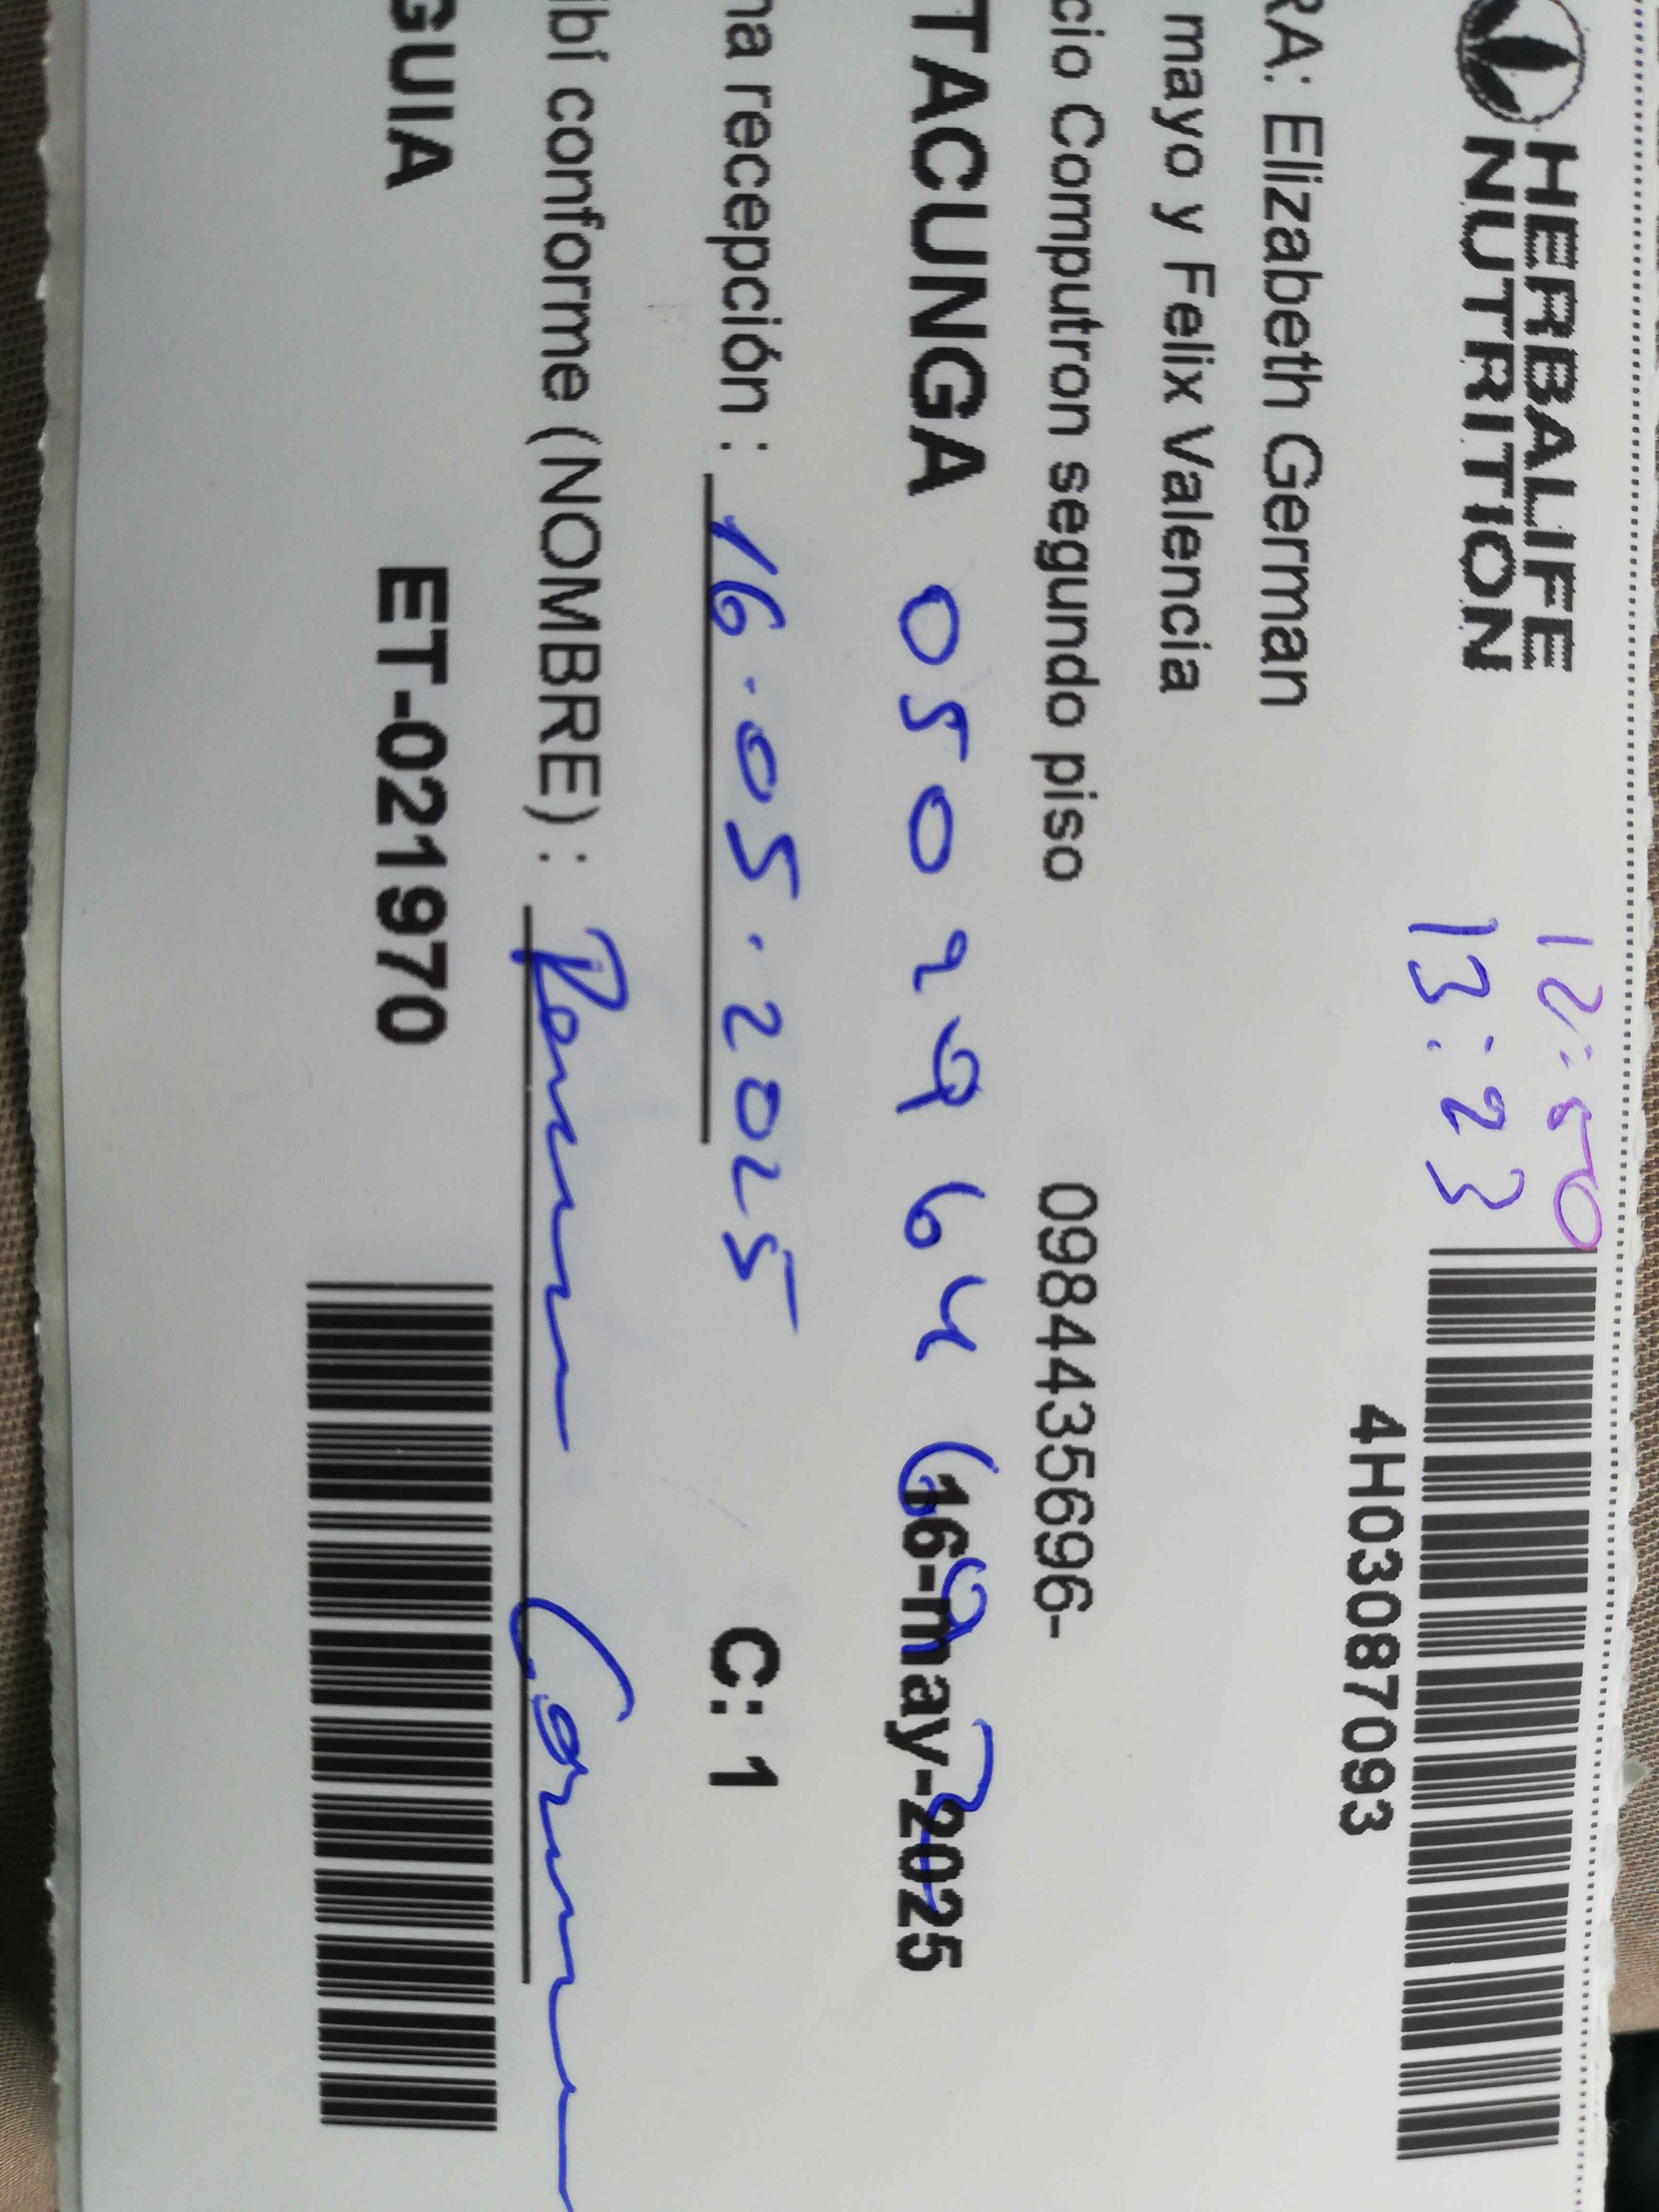 HERBALIFE
NUTRITION
12:50
13:23
4H03087093
RA: Elizabeth German
mayo y Felix Valencia
cio Computron segundo piso 0984435696-
TACUNGA 05029646 16-may-2025
na recepción : 16.05.2025 C: 1
ibí conforme (NOMBRE) :
GUIA ET-021970